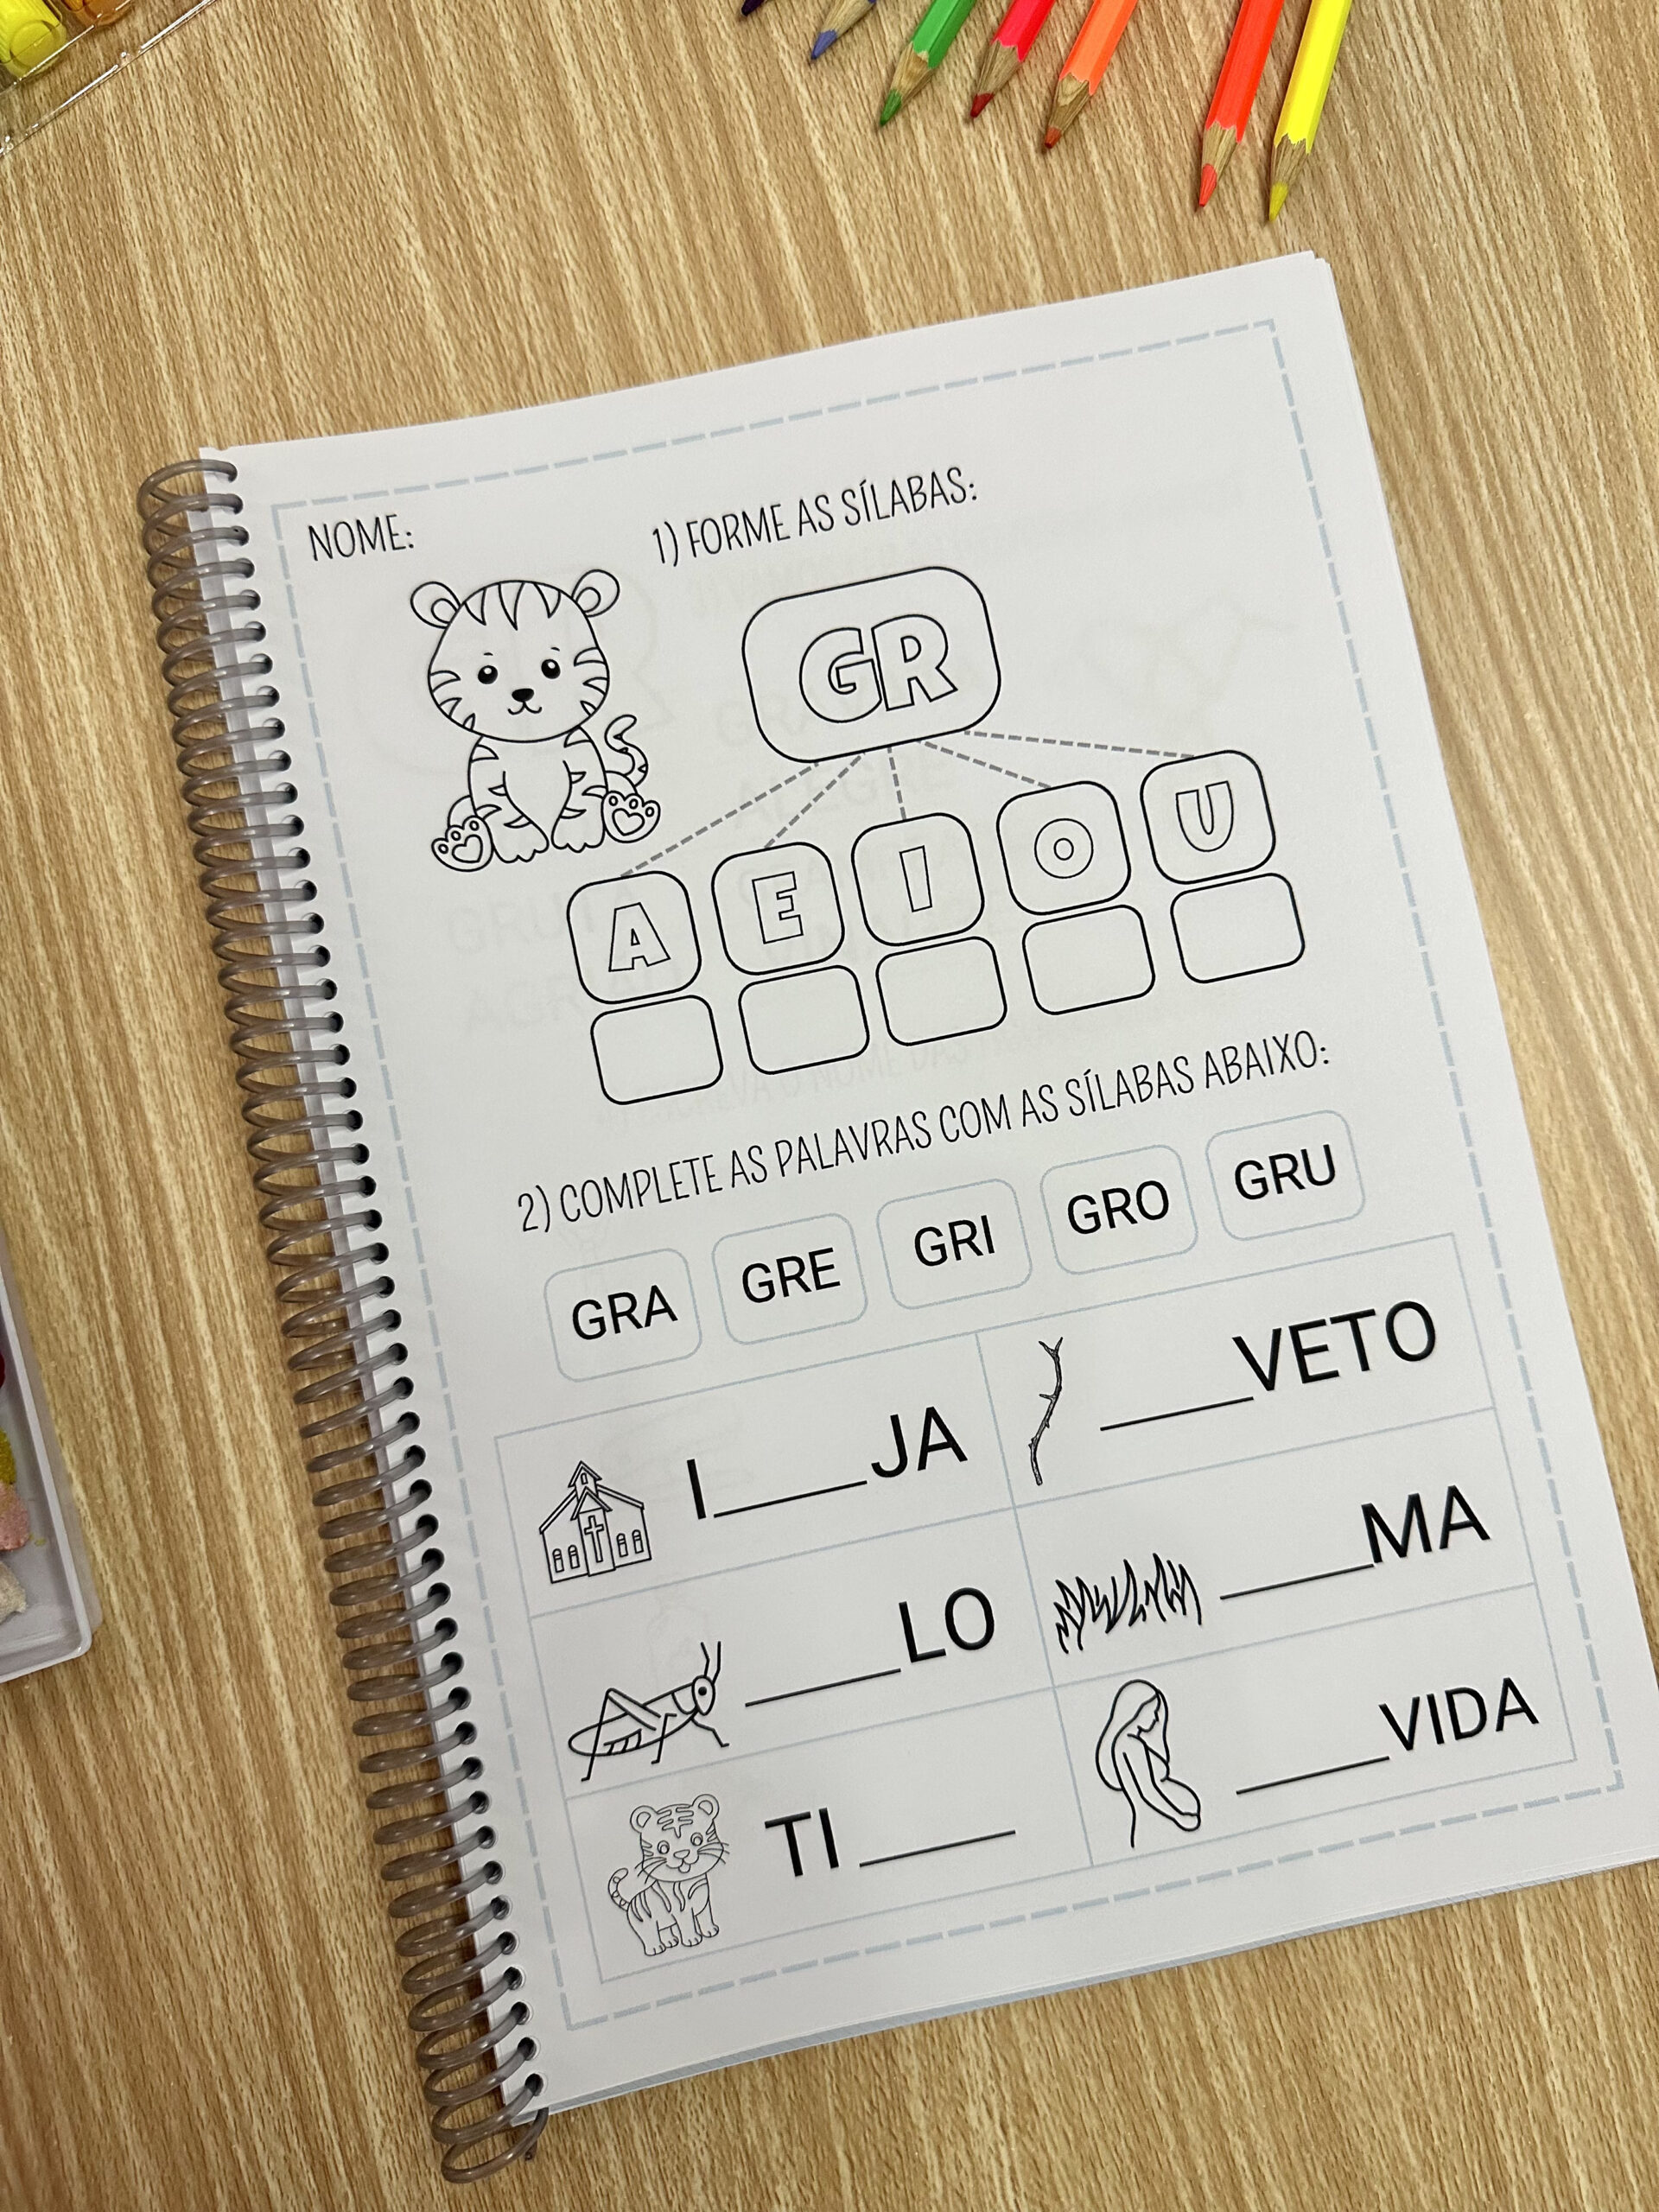 NOME:
1) FORME AS SÍLABAS:
GR
A E I O U
2) COMPLETE AS PALAVRAS COM AS SÍLABAS ABAIXO:
GRA GRE GRI GRO GRU
I____JA
____VETO
____LO
____MA
TI____
____VIDA